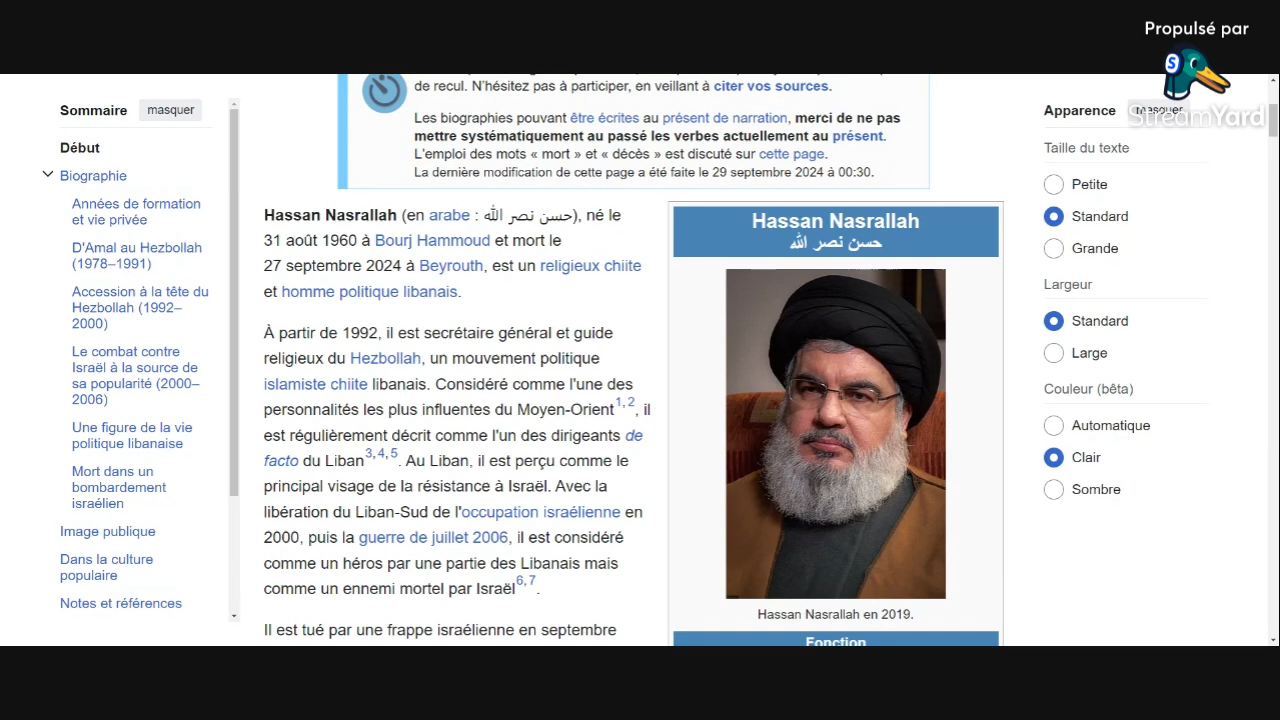 Propulsé par
StreamYard
de recul. N’hésitez pas à participer, en veillant à citer vos sources.
Les biographies pouvant être écrites au présent de narration, merci de ne pas
mettre systématiquement au passé les verbes actuellement au présent.
L'emploi des mots « mort » et « décès » est discuté sur cette page.
La dernière modification de cette page a été faite le 29 septembre 2024 à 00:30.
Sommaire masquer
Début
Biographie
Années de formation
et vie privée
D'Amal au Hezbollah
(1978–1991)
Accession à la tête du
Hezbollah (1992–
2000)
Le combat contre
Israël à la source de
sa popularité (2000–
2006)
Une figure de la vie
politique libanaise
Mort dans un
bombardement
israélien
Image publique
Dans la culture
populaire
Notes et références
Hassan Nasrallah (en arabe : حسن نصر الله), né le
31 août 1960 à Bourj Hammoud et mort le
27 septembre 2024 à Beyrouth, est un religieux chiite
et homme politique libanais.
À partir de 1992, il est secrétaire général et guide
religieux du Hezbollah, un mouvement politique
islamiste chiite libanais. Considéré comme l'une des
personnalités les plus influentes du Moyen-Orient1, 2, il
est régulièrement décrit comme l'un des dirigeants de
facto du Liban3, 4, 5. Au Liban, il est perçu comme le
principal visage de la résistance à Israël. Avec la
libération du Liban-Sud de l'occupation israélienne en
2000, puis la guerre de juillet 2006, il est considéré
comme un héros par une partie des Libanais mais
comme un ennemi mortel par Israël6, 7.
Il est tué par une frappe israélienne en septembre
Hassan Nasrallah
حسن نصر الله
Hassan Nasrallah en 2019.
Fonction
Apparence masquer
Taille du texte
Petite
Standard
Grande
Largeur
Standard
Large
Couleur (bêta)
Automatique
Clair
Sombre